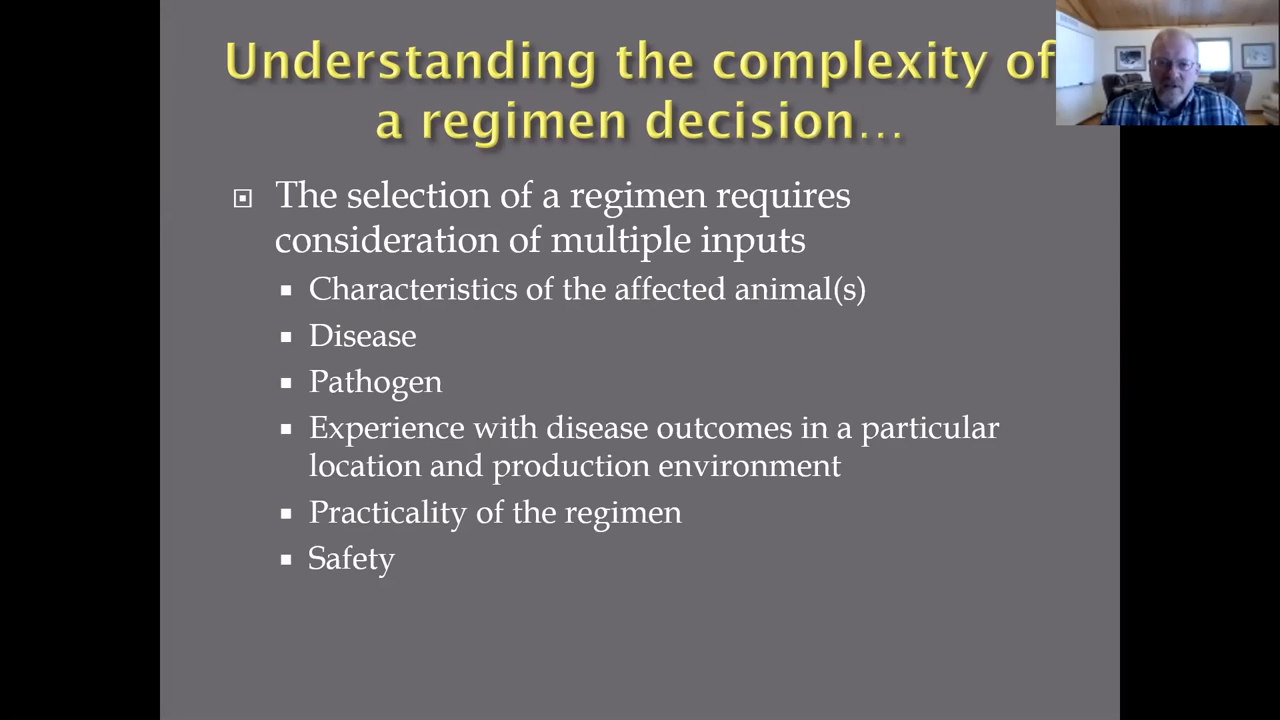 Understanding the complexity of
a regimen decision...
The selection of a regimen requires
consideration of multiple inputs
Characteristics of the affected animal(s)
Disease
Pathogen
Experience with disease outcomes in a particular
location and production environment
Practicality of the regimen
Safety